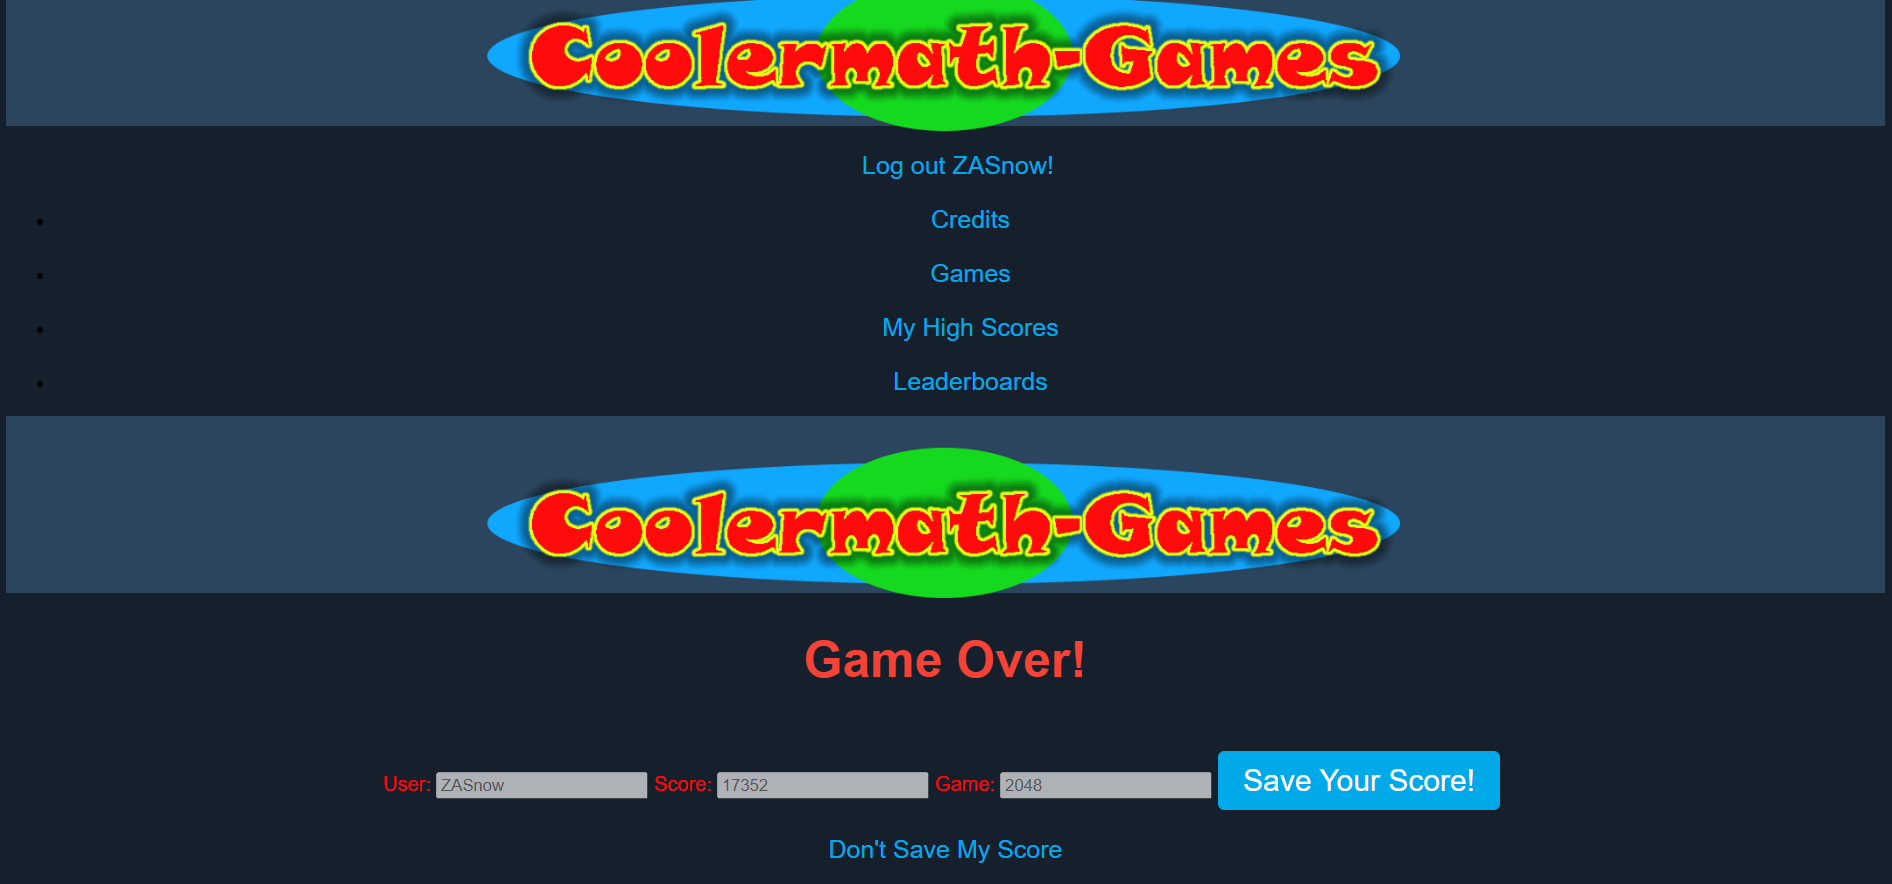 Coolermath-Games
Log out ZASnow!
Credits
Games
My High Scores
Leaderboards
Coolermath-Games
Game Over!
User: ZASnow Score: 17352 Game: 2048 Save Your Score!
Don't Save My Score